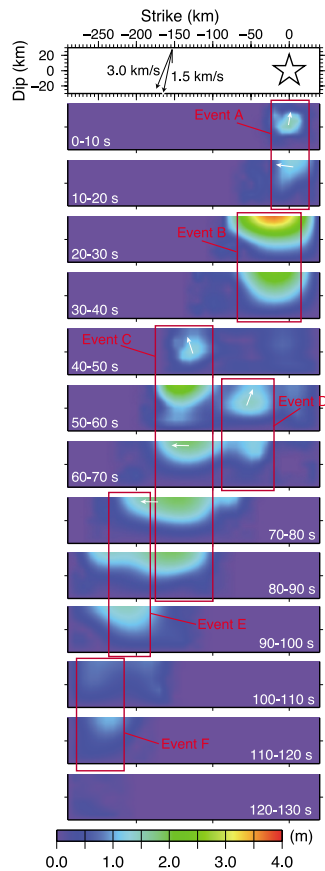 Strike (km)
−250 −200 −150 −100 −50 0
Dip (km)
20
0
−20
3.0 km/s
1.5 km/s
Event A
0-10 s
10-20 s
20-30 s
Event B
30-40 s
Event C
40-50 s
Event D
50-60 s
60-70 s
70-80 s
80-90 s
Event E
90-100 s
100-110 s
Event F
110-120 s
120-130 s
(m)
0.0 1.0 2.0 3.0 4.0